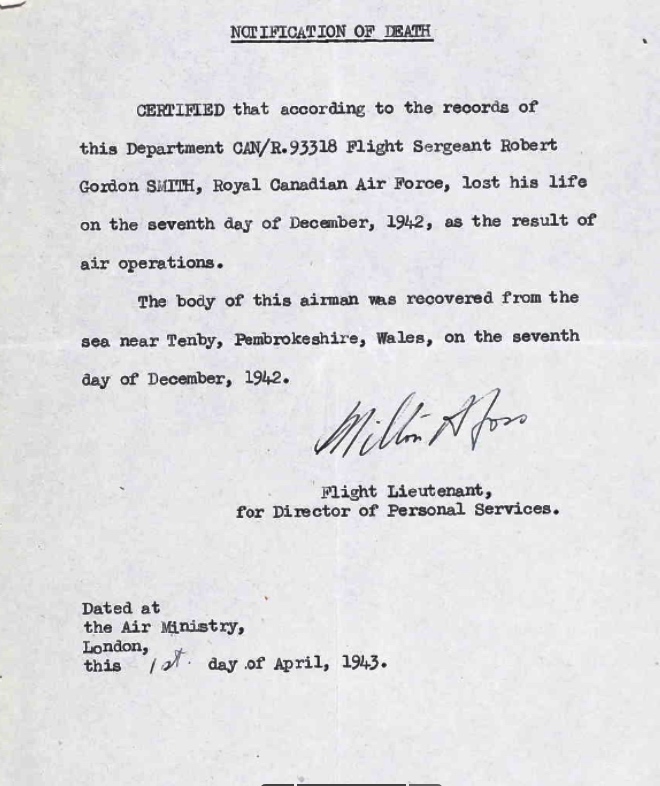 NOTIFICATION OF DEATH
CERTIFIED that according to the records of
this Department CAN/R.93318 Flight Sergeant Robert
Gordon SMITH, Royal Canadian Air Force, lost his life
on the seventh day of December, 1942, as the result of
air operations.
The body of this airman was recovered from the
sea near Tenby, Pembrokeshire, Wales, on the seventh
day of December, 1942.
Milton A Foss
Flight Lieutenant,
for Director of Personal Services.
Dated at
the Air Ministry,
London,
this 1st. day of April, 1943.